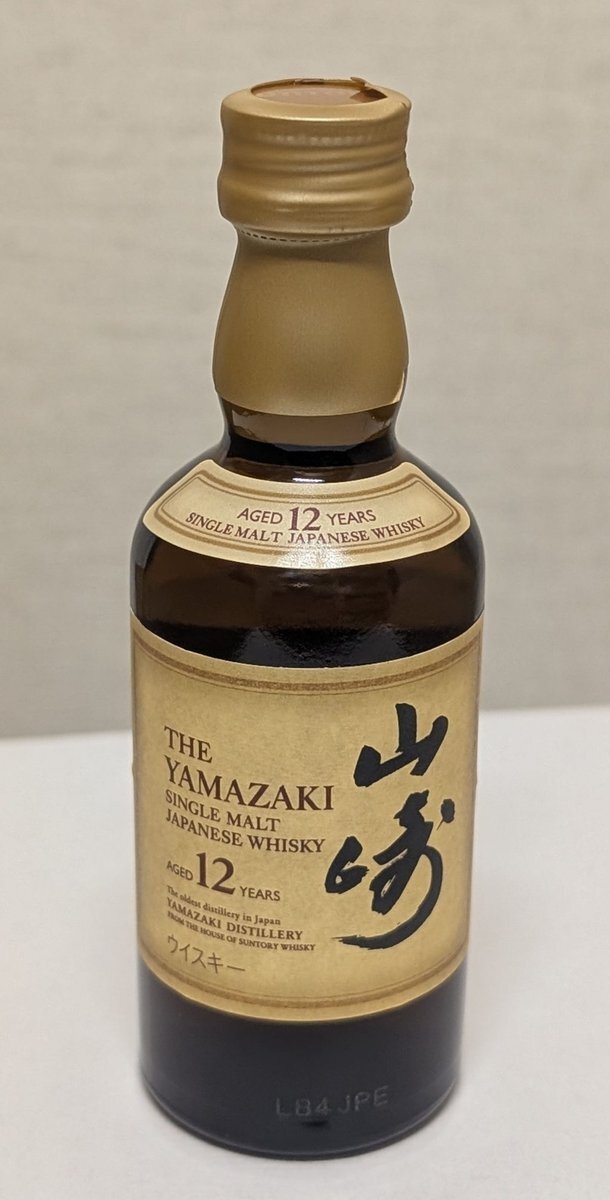 AGED 12 YEARS
SINGLE MALT JAPANESE WHISKY
THE
YAMAZAKI
SINGLE MALT
JAPANESE WHISKY
AGED 12 YEARS
The oldest distillery in Japan
YAMAZAKI DISTILLERY
FROM THE HOUSE OF SUNTORY WHISKY
ウイスキー
山崎
L84JPE